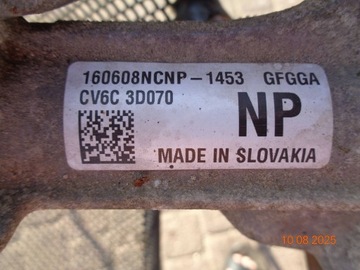 160608NCNP-1453 GFGGA
CV6C 3D070
NP
MADE IN SLOVAKIA
10 08 2025